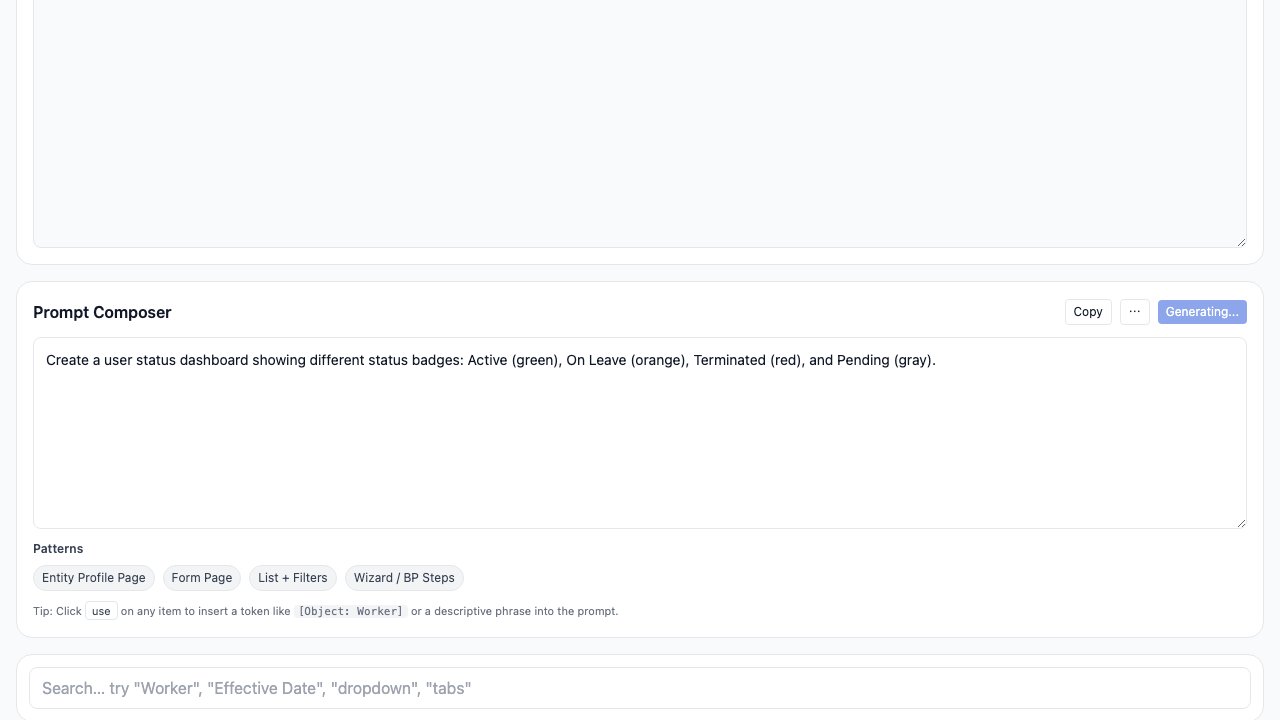 Prompt Composer
Copy
...
Generating...
Create a user status dashboard showing different status badges: Active (green), On Leave (orange), Terminated (red), and Pending (gray).
Patterns
Entity Profile Page
Form Page
List + Filters
Wizard / BP Steps
Tip: Click use on any item to insert a token like [Object: Worker] or a descriptive phrase into the prompt.
Search... try "Worker", "Effective Date", "dropdown", "tabs"